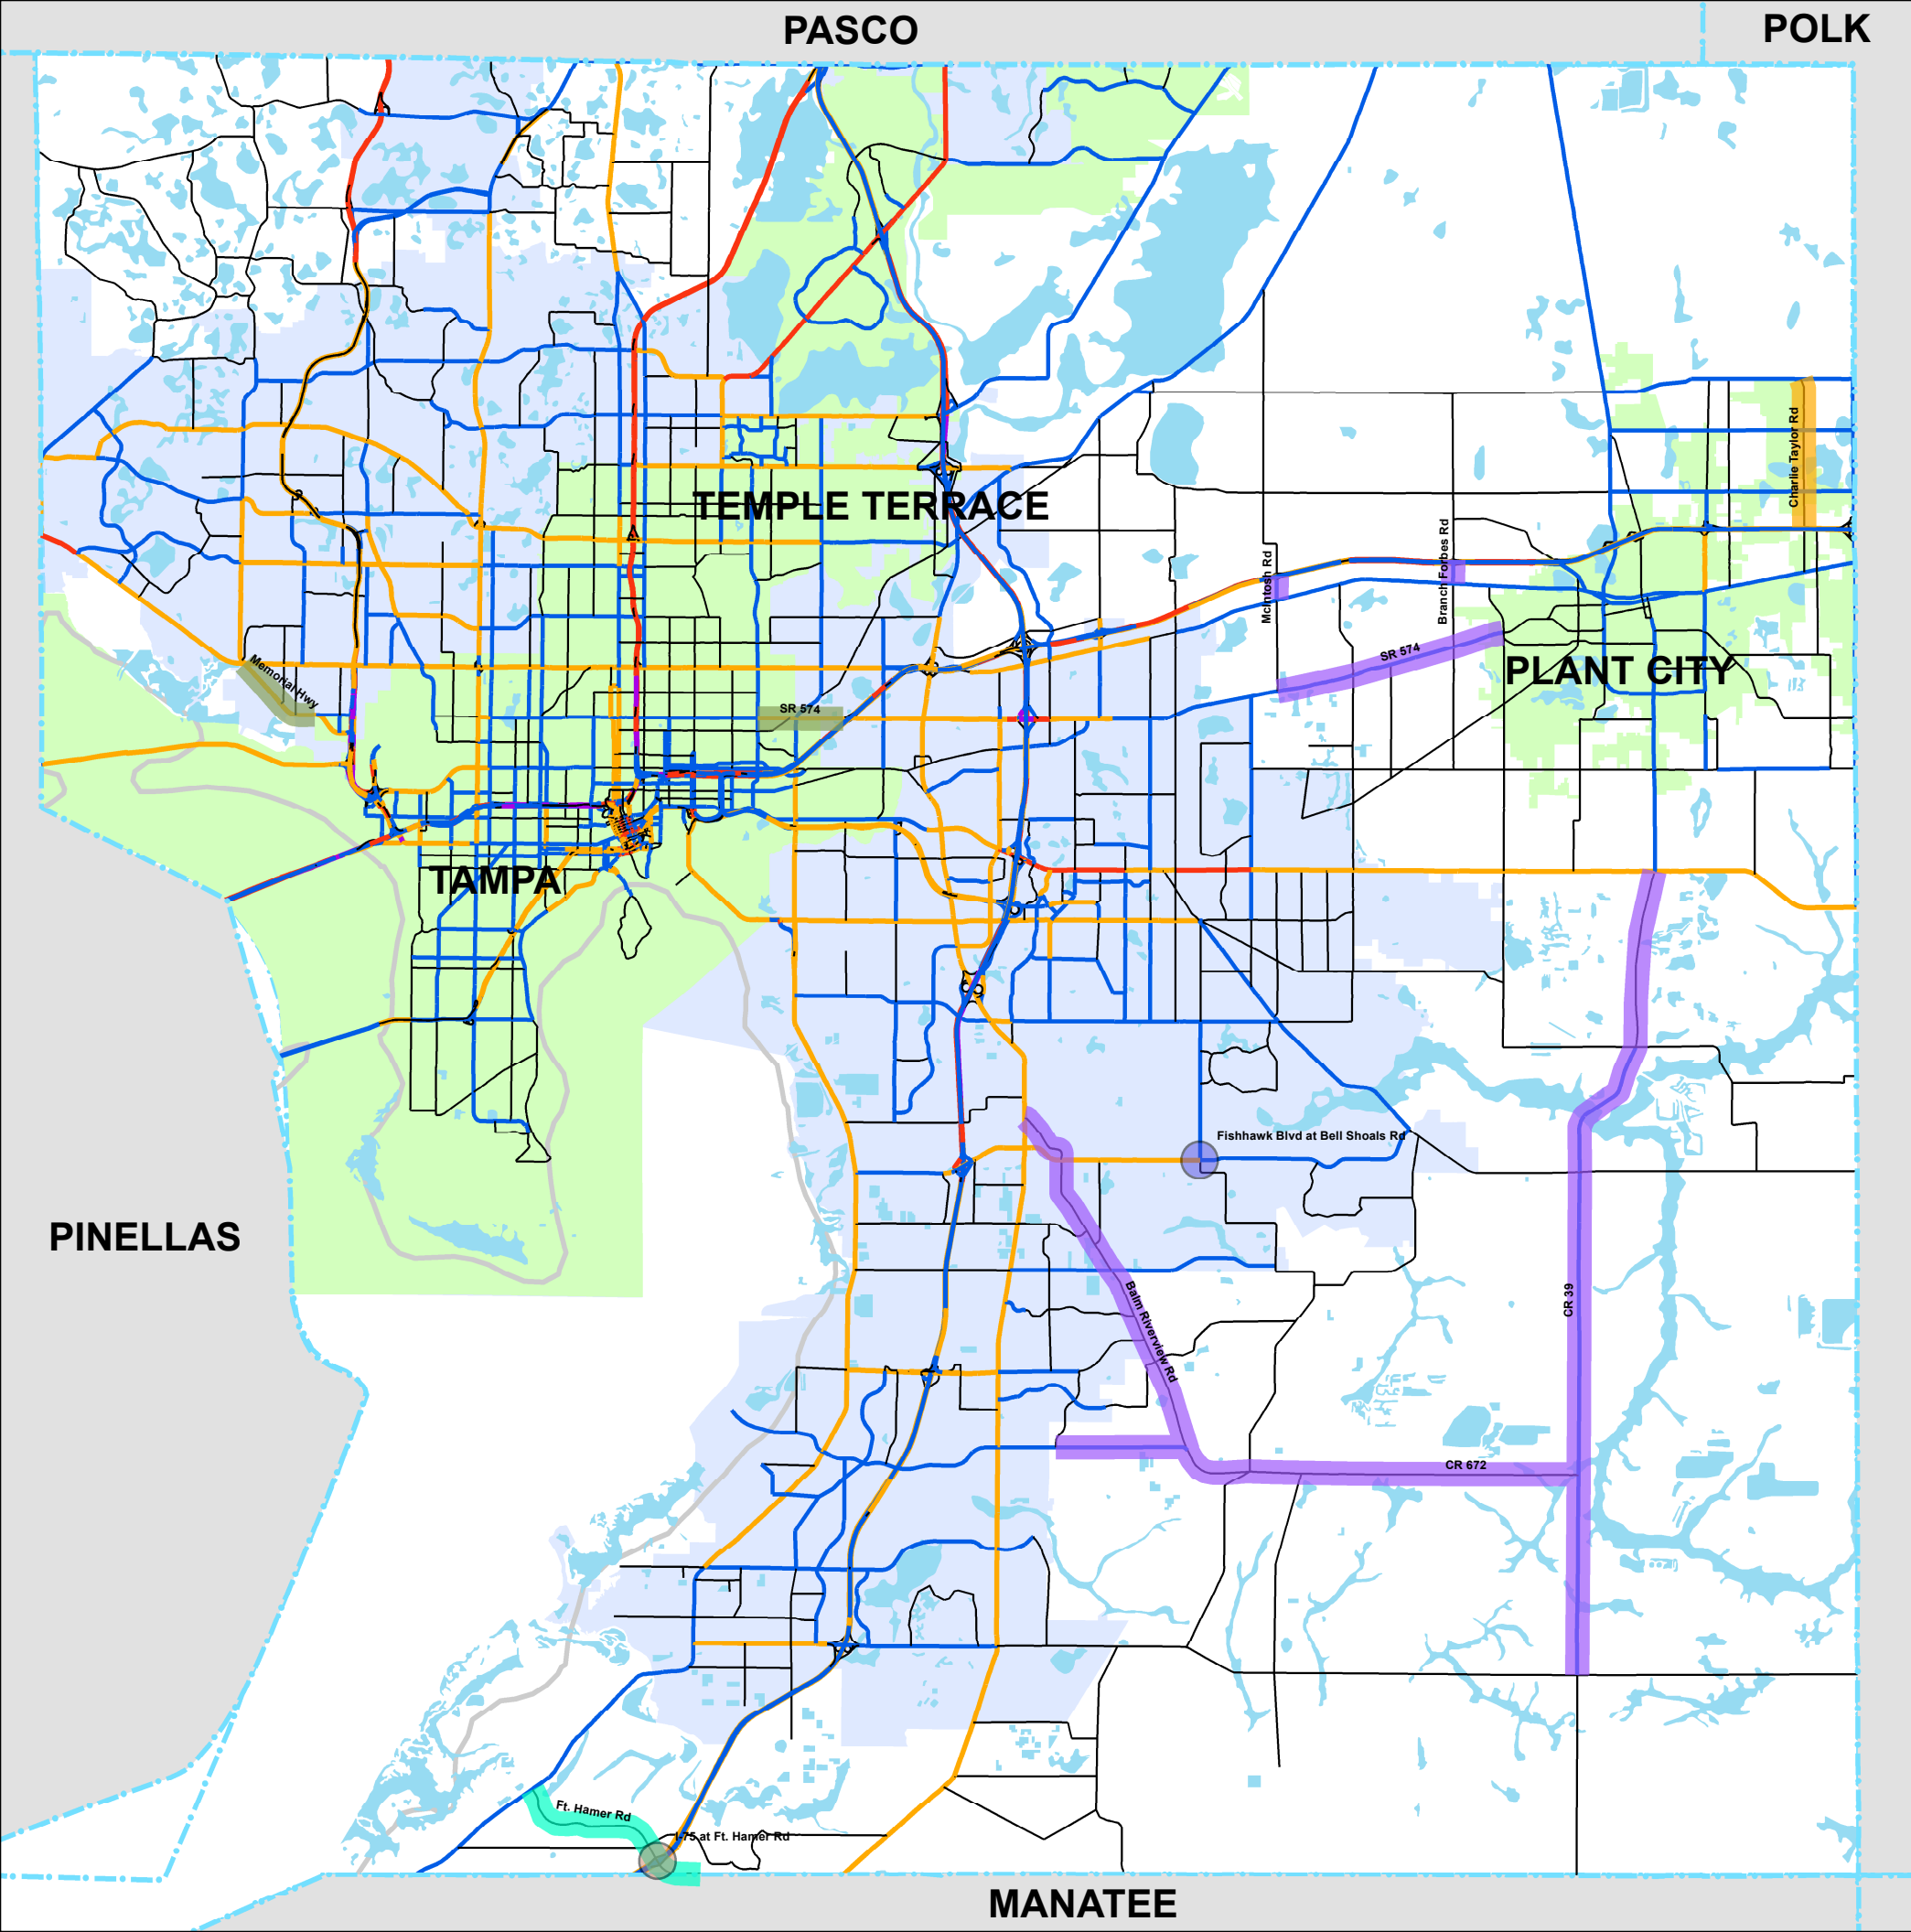 PASCO
POLK
Charlie Taylor Rd
TEMPLE TERRACE
McIntosh Rd
Branch Forbes Rd
SR 574
PLANT CITY
Memorial Hwy
SR 574
TAMPA
Fishhawk Blvd at Bell Shoals Rd
PINELLAS
Balm Riverview Rd
CR 39
CR 672
Ft. Hamer Rd
I-75 at Ft. Hamer Rd
MANATEE